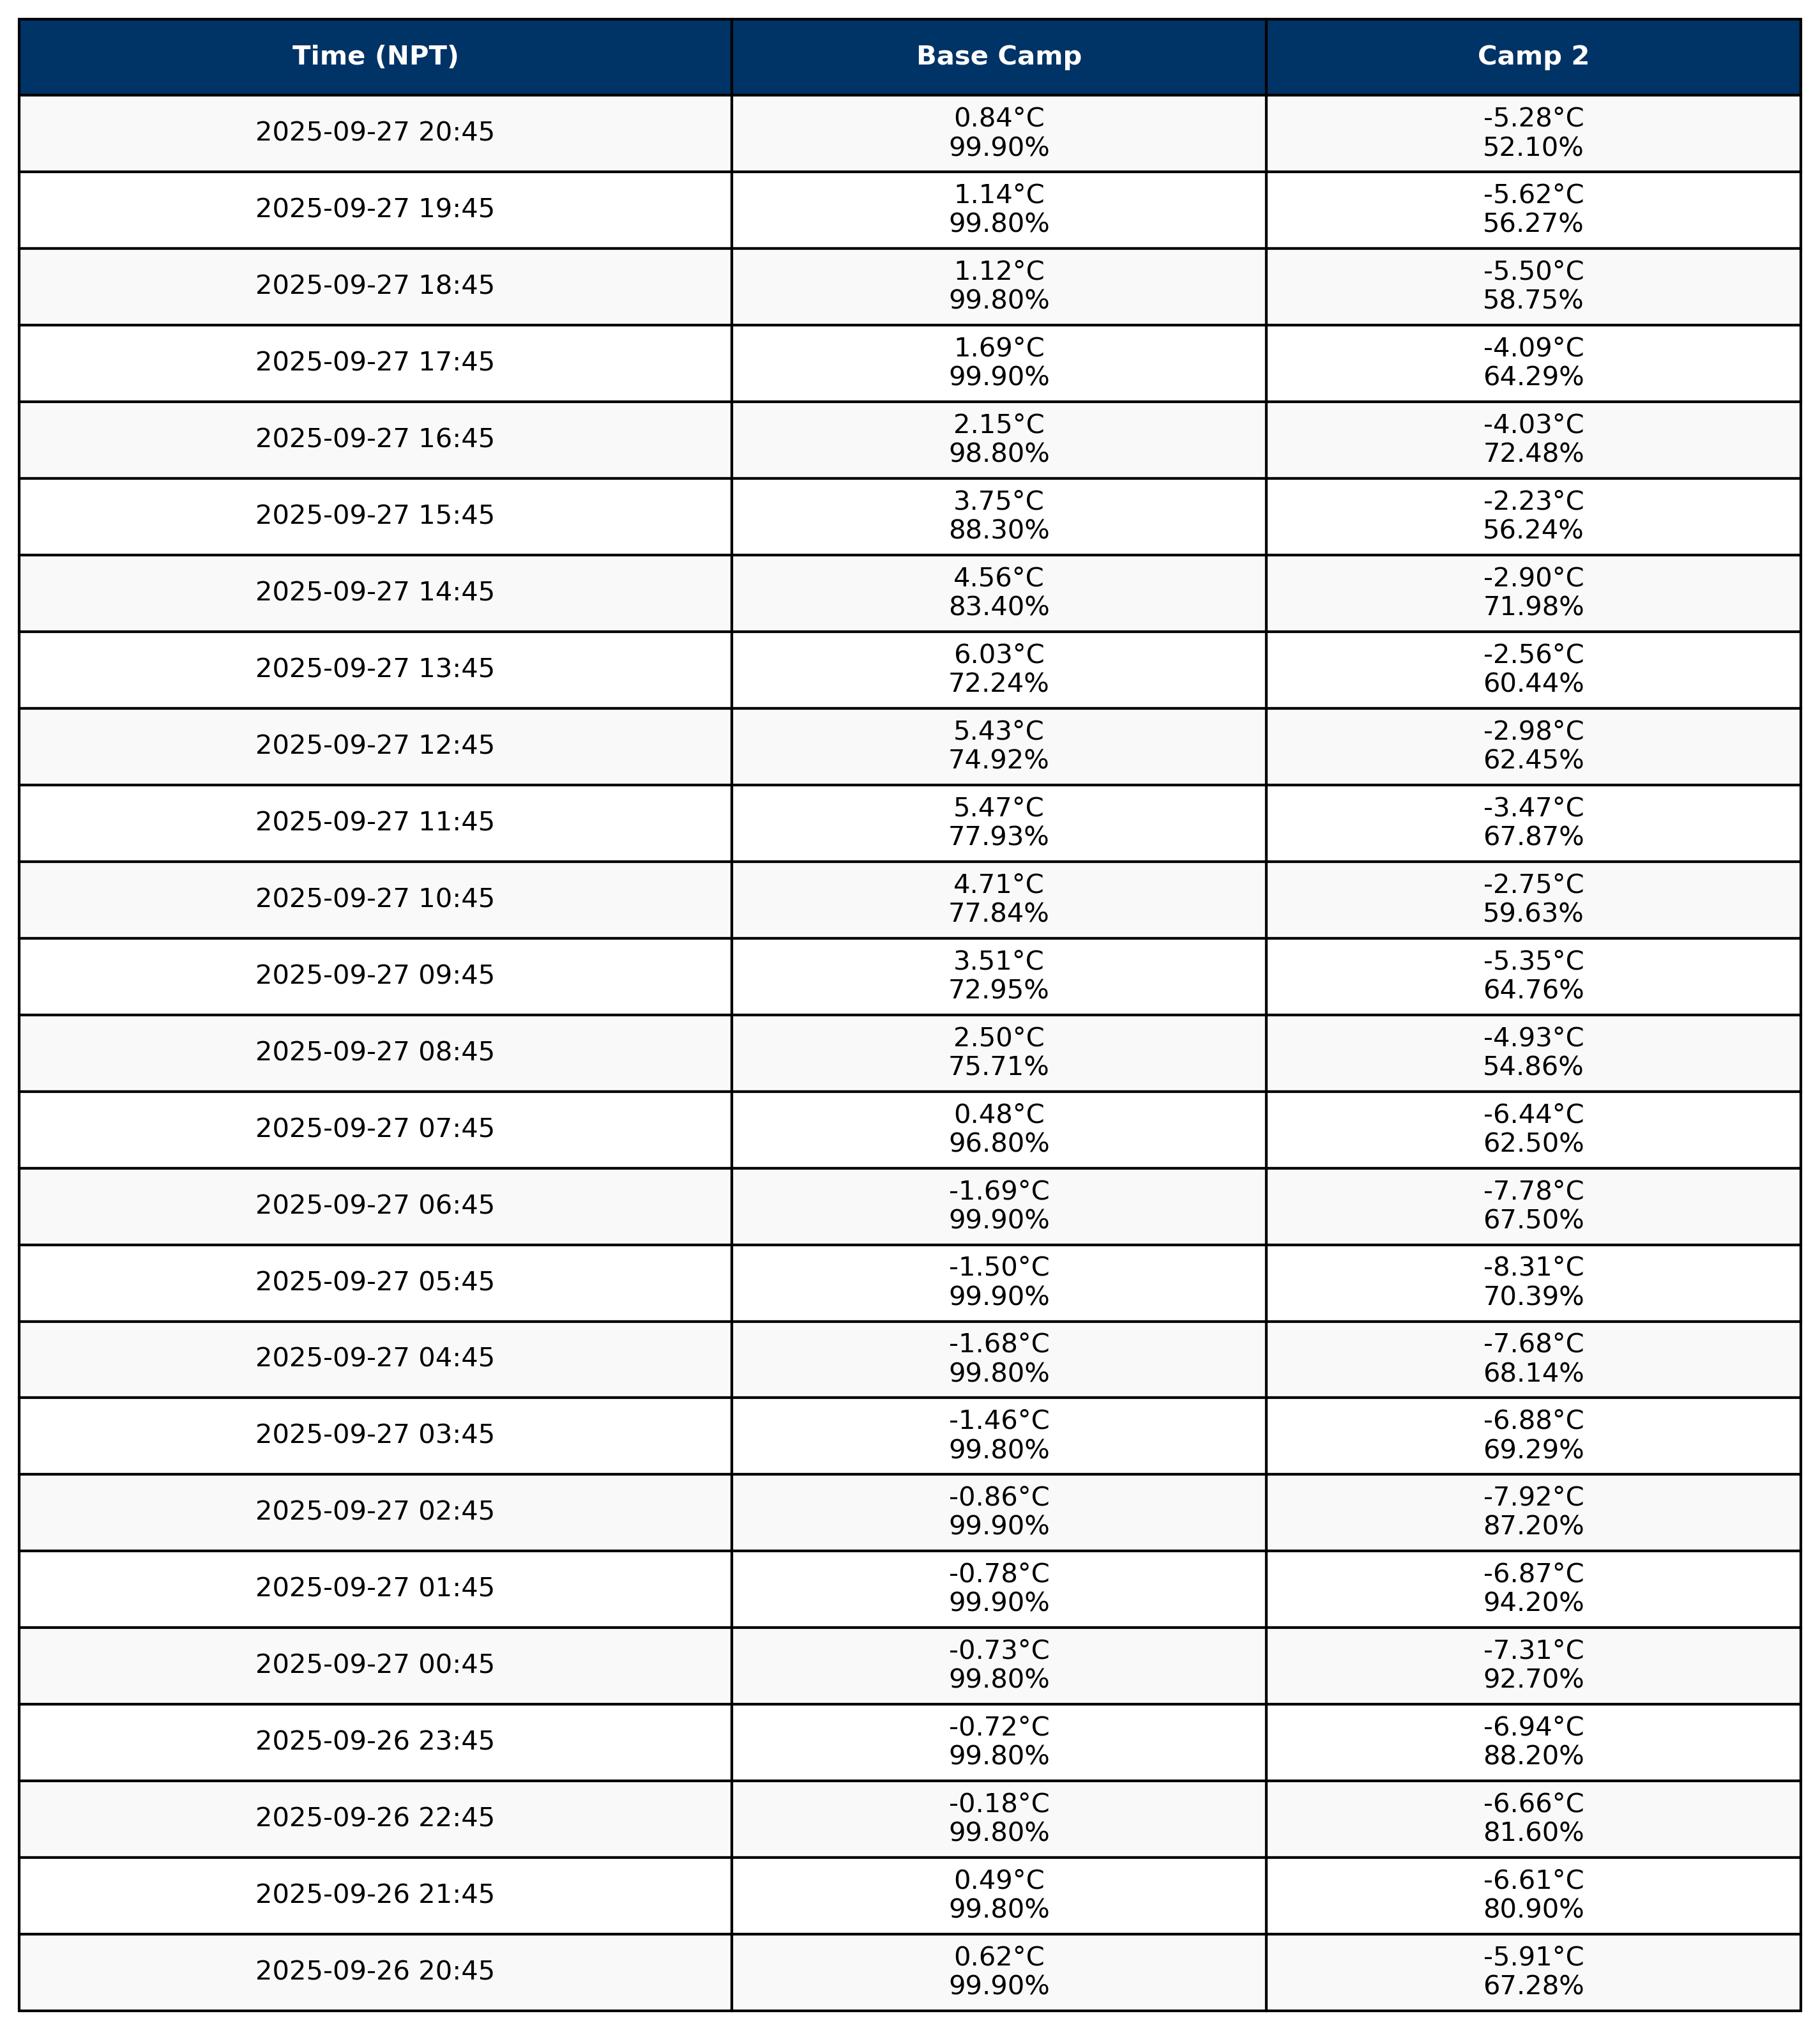 Time (NPT) Base Camp Camp 2
2025-09-27 20:45 0.84°C -5.28°C
99.90% 52.10%
2025-09-27 19:45 1.14°C -5.62°C
99.80% 56.27%
2025-09-27 18:45 1.12°C -5.50°C
99.80% 58.75%
2025-09-27 17:45 1.69°C -4.09°C
99.90% 64.29%
2025-09-27 16:45 2.15°C -4.03°C
98.80% 72.48%
2025-09-27 15:45 3.75°C -2.23°C
88.30% 56.24%
2025-09-27 14:45 4.56°C -2.90°C
83.40% 71.98%
2025-09-27 13:45 6.03°C -2.56°C
72.24% 60.44%
2025-09-27 12:45 5.43°C -2.98°C
74.92% 62.45%
2025-09-27 11:45 5.47°C -3.47°C
77.93% 67.87%
2025-09-27 10:45 4.71°C -2.75°C
77.84% 59.63%
2025-09-27 09:45 3.51°C -5.35°C
72.95% 64.76%
2025-09-27 08:45 2.50°C -4.93°C
75.71% 54.86%
2025-09-27 07:45 0.48°C -6.44°C
96.80% 62.50%
2025-09-27 06:45 -1.69°C -7.78°C
99.90% 67.50%
2025-09-27 05:45 -1.50°C -8.31°C
99.90% 70.39%
2025-09-27 04:45 -1.68°C -7.68°C
99.80% 68.14%
2025-09-27 03:45 -1.46°C -6.88°C
99.80% 69.29%
2025-09-27 02:45 -0.86°C -7.92°C
99.90% 87.20%
2025-09-27 01:45 -0.78°C -6.87°C
99.90% 94.20%
2025-09-27 00:45 -0.73°C -7.31°C
99.80% 92.70%
2025-09-26 23:45 -0.72°C -6.94°C
99.80% 88.20%
2025-09-26 22:45 -0.18°C -6.66°C
99.80% 81.60%
2025-09-26 21:45 0.49°C -6.61°C
99.80% 80.90%
2025-09-26 20:45 0.62°C -5.91°C
99.90% 67.28%